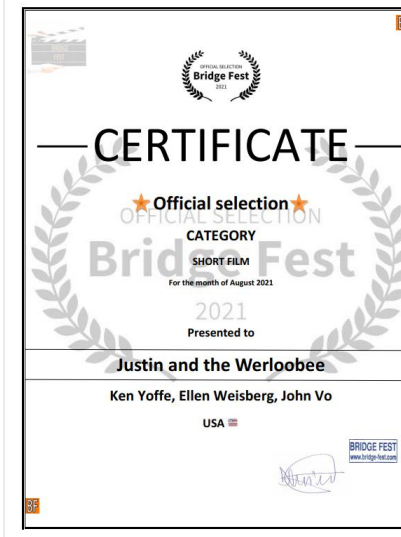 BRIDGE
FEST
OFFICIAL SELECTION
Bridge Fest
2021
CERTIFICATE
Official selection
OFFICIAL SELECTION
CATEGORY
Bridge Fest
SHORT FILM
For the month of August 2021
2021
Presented to
Justin and the Werloobee
Ken Yoffe, Ellen Weisberg, John Vo
USA
BRIDGE FEST
www.bridge-fest.com
BF